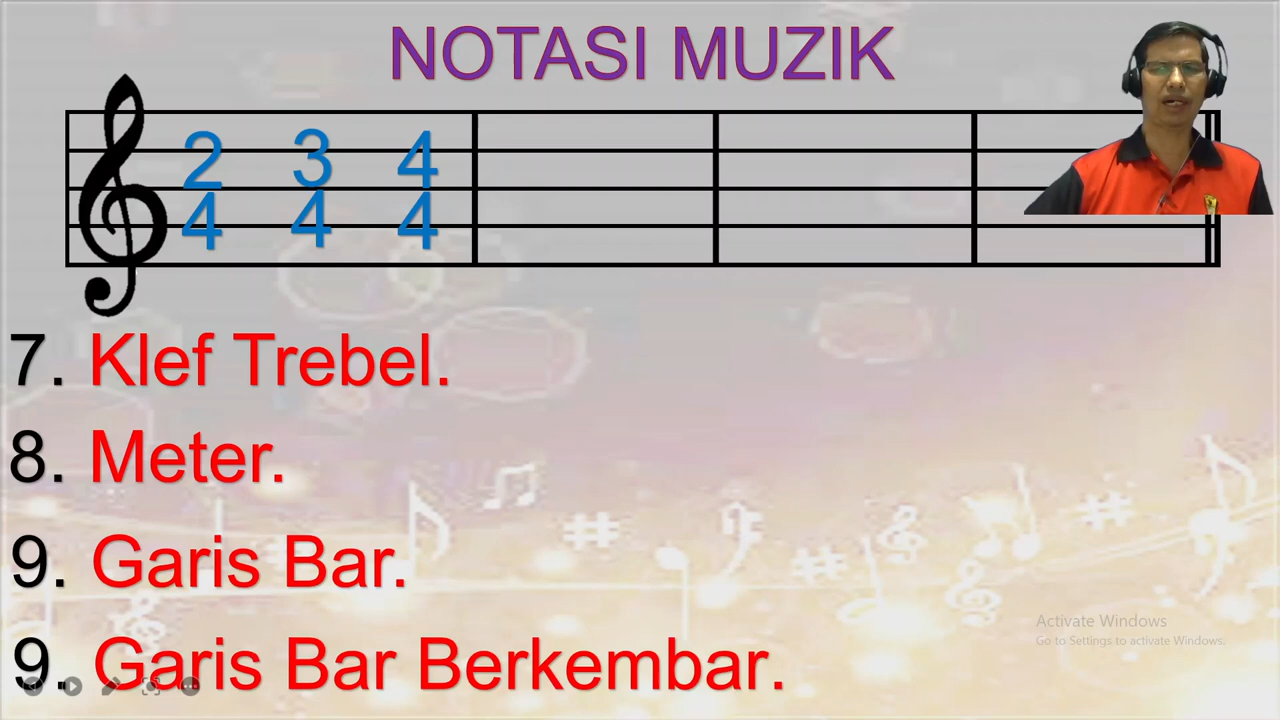 NOTASI MUZIK
2 3 4
4 4 4
7. Klef Trebel.
8. Meter.
9. Garis Bar.
9. Garis Bar Berkembar.
Activate Windows
Go to Settings to activate Windows.